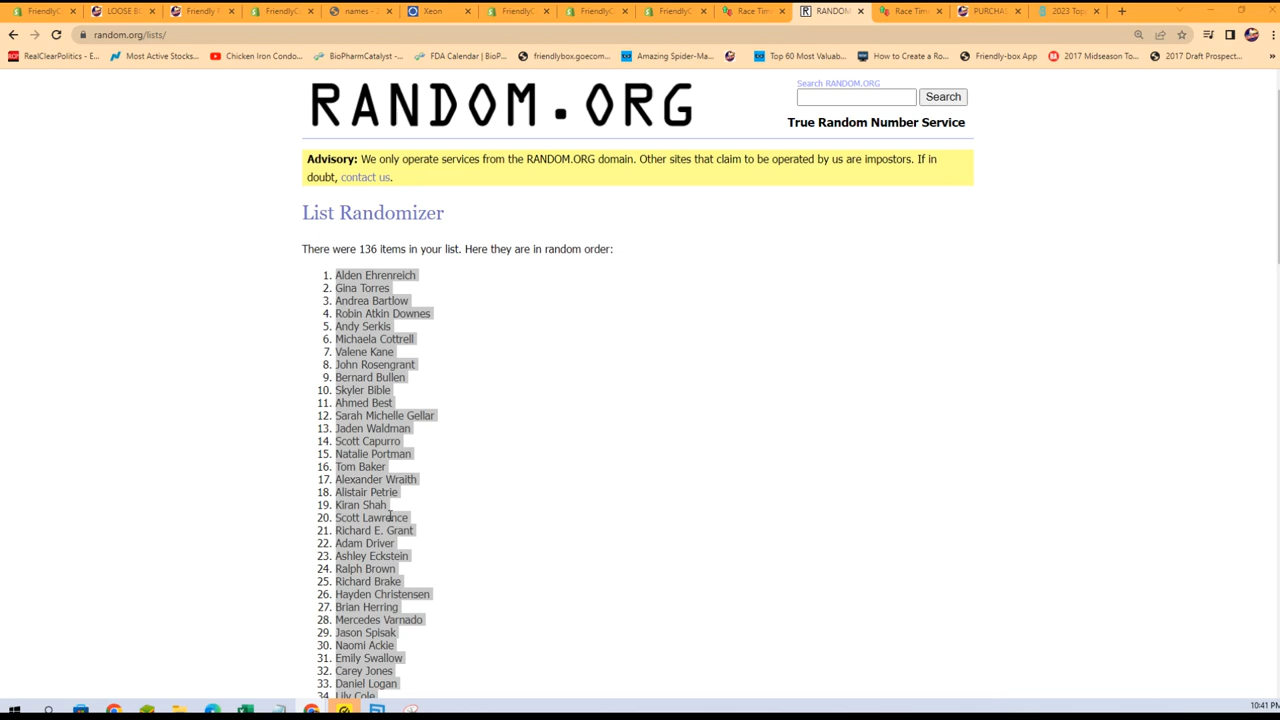 FriendlyC
LOOSE B
Friendly F
FriendlyC
names -
Xeon
FriendlyC
FriendlyC
FriendlyC
Race Time
RANDOM
Race Time
PURCHAS
2023 Top
random.org/lists/
RealClearPolitics - E...
Most Active Stocks...
Chicken Iron Condo...
BioPharmCatalyst - ...
FDA Calendar | BioP...
friendlybox.goecom...
Amazing Spider-Ma...
Top 60 Most Valuab...
How to Create a Ro...
Friendly-box App
2017 Midseason To...
2017 Draft Prospect...
RANDOM.ORG
Search RANDOM.ORG
Search
True Random Number Service
Advisory: We only operate services from the RANDOM.ORG domain. Other sites that claim to be operated by us are impostors. If in
doubt, contact us.
List Randomizer
There were 136 items in your list. Here they are in random order:
1. Alden Ehrenreich
2. Gina Torres
3. Andrea Bartlow
4. Robin Atkin Downes
5. Andy Serkis
6. Michaela Cottrell
7. Valene Kane
8. John Rosengrant
9. Bernard Bullen
10. Skyler Bible
11. Ahmed Best
12. Sarah Michelle Gellar
13. Jaden Waldman
14. Scott Capurro
15. Natalie Portman
16. Tom Baker
17. Alexander Wraith
18. Alistair Petrie
19. Kiran Shah
20. Scott Lawrence
21. Richard E. Grant
22. Adam Driver
23. Ashley Eckstein
24. Ralph Brown
25. Richard Brake
26. Hayden Christensen
27. Brian Herring
28. Mercedes Varnado
29. Jason Spisak
30. Naomi Ackie
31. Emily Swallow
32. Carey Jones
33. Daniel Logan
34. Lily Cole
10:41 PM